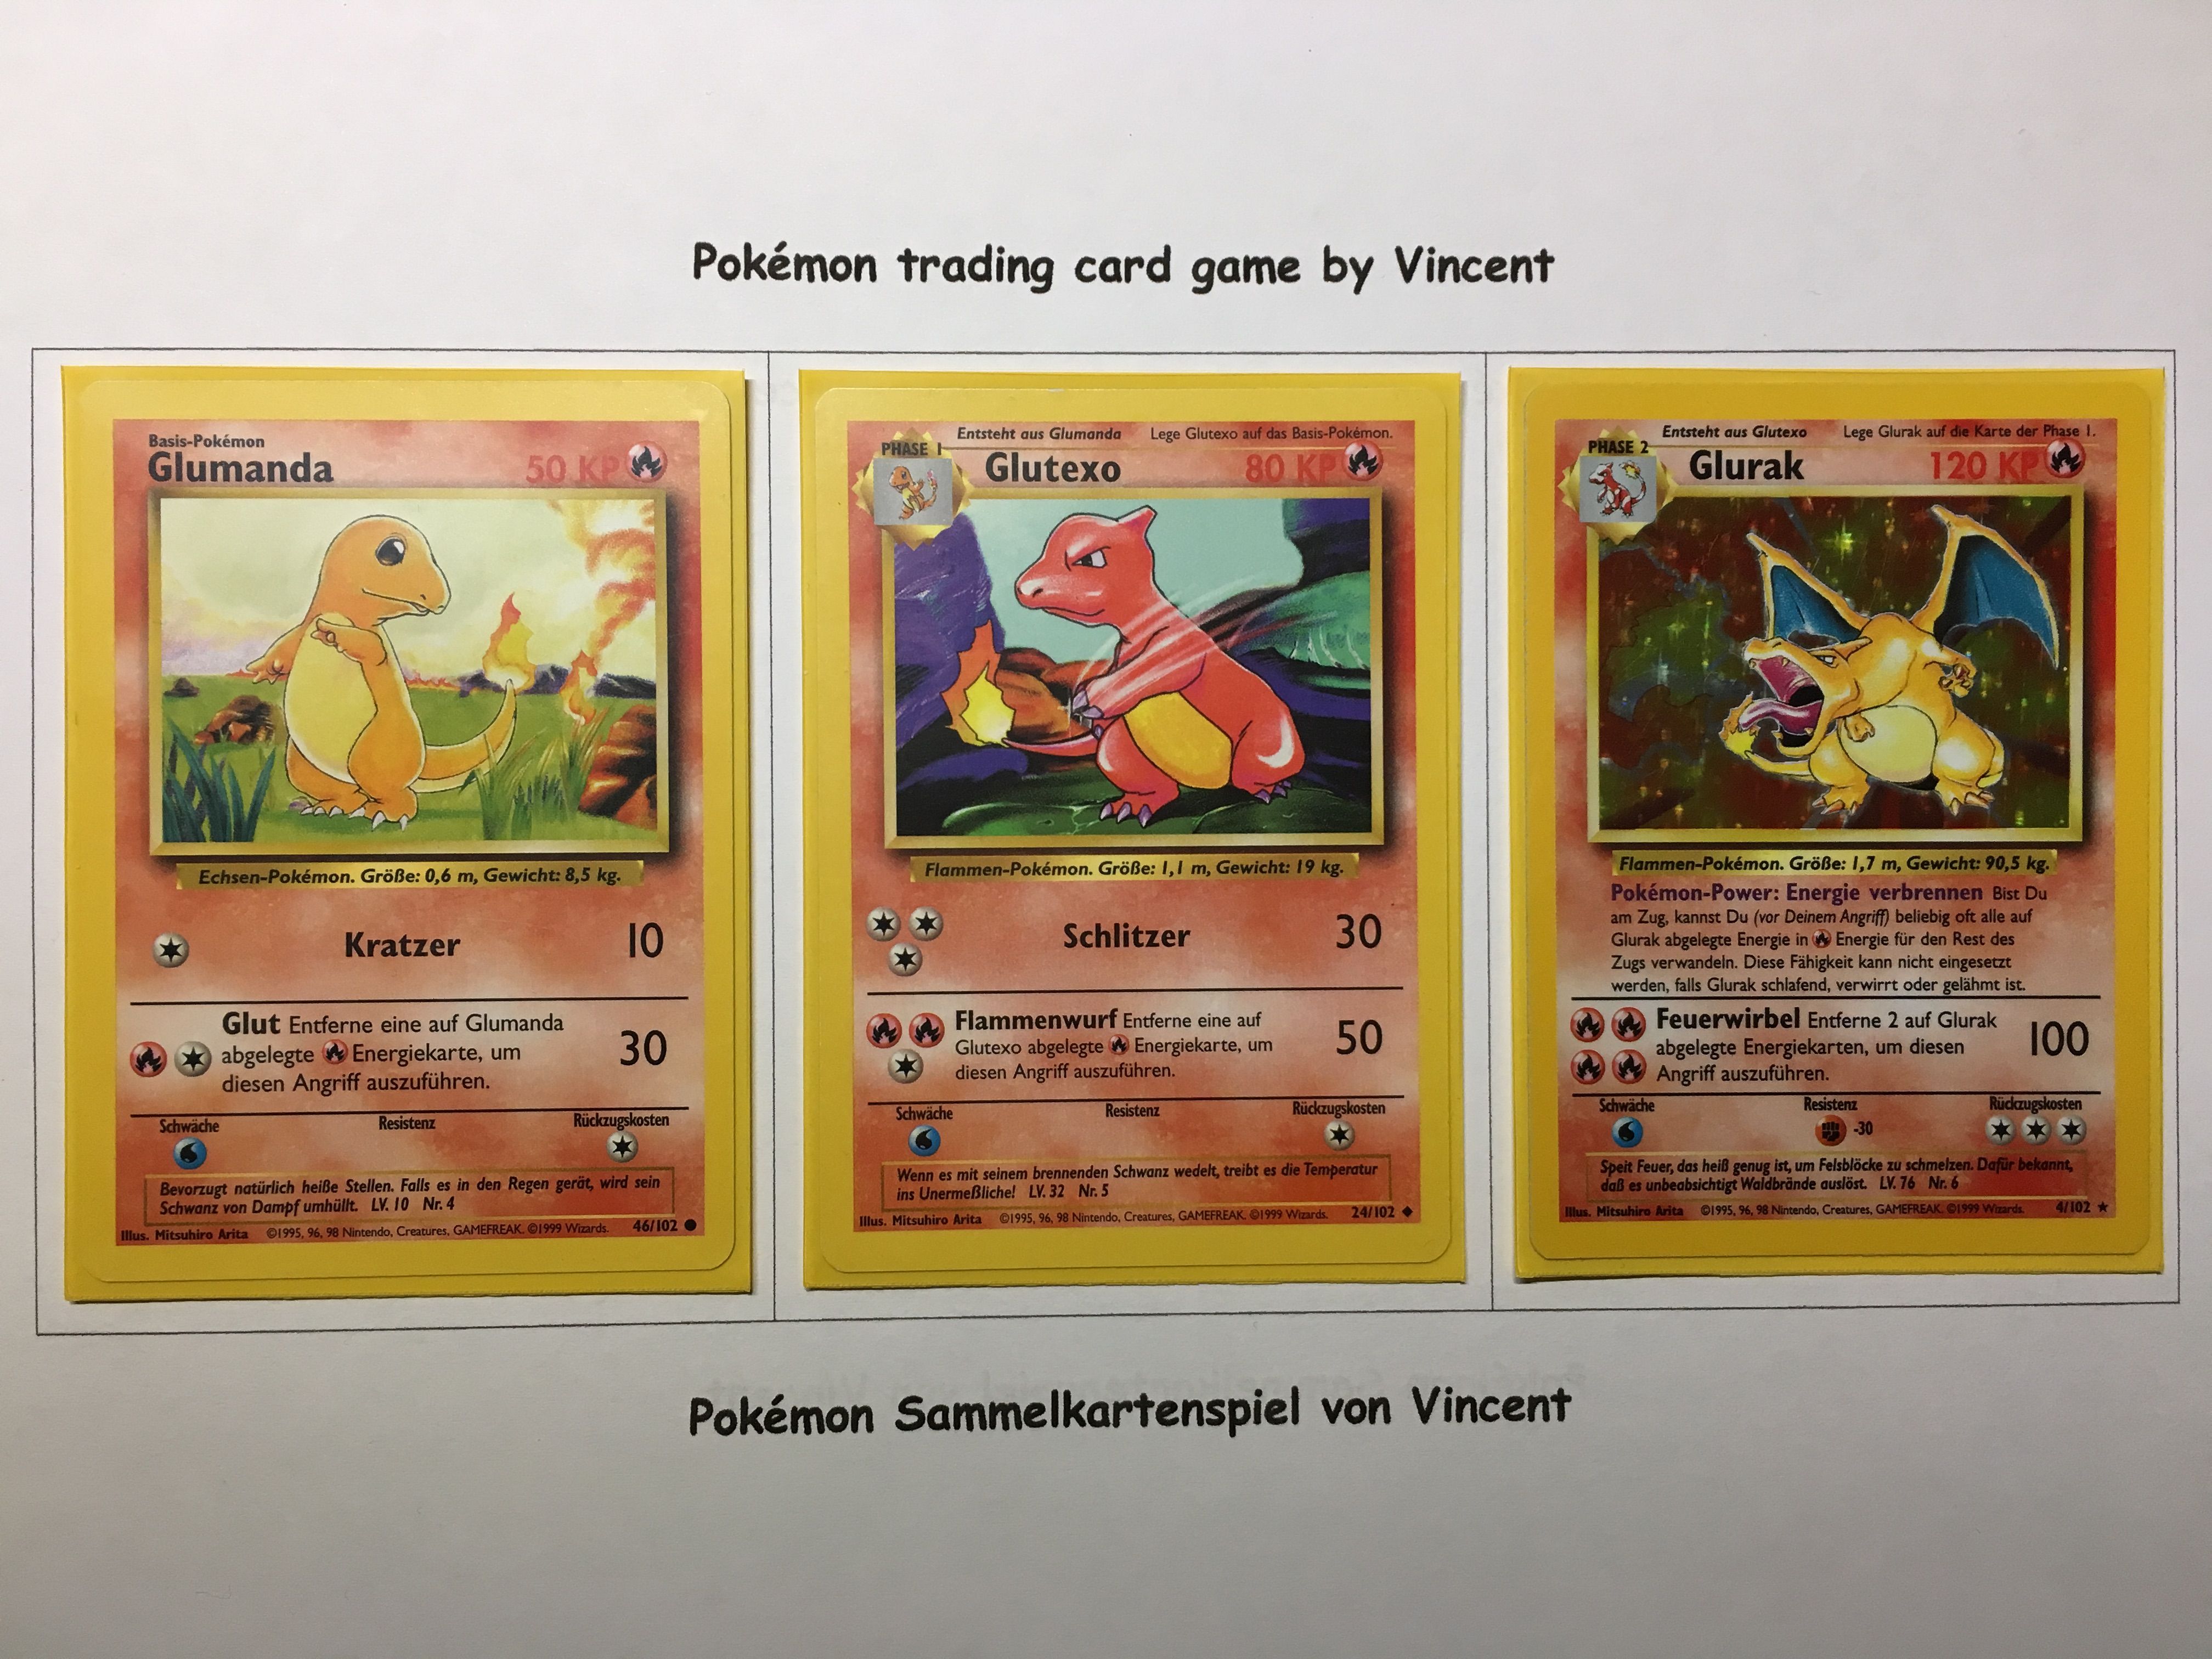 Pokémon trading card game by Vincent
Basis-Pokémon
Glumanda 50 KP
Echsen-Pokémon. Größe: 0,6 m, Gewicht: 8,5 kg.
Kratzer 10
Glut Entferne eine auf Glumanda
abgelegte Energiekarte, um
diesen Angriff auszuführen.
30
Schwäche Resistenz Rückzugskosten
Bevorzugt natürlich heiße Stellen. Falls es in den Regen gerät, wird sein
Schwanz von Dampf umhüllt. LV. 10 Nr. 4
Illus. Mitsuhiro Arita ©1995, 96, 98 Nintendo, Creatures, GAMEFREAK. ©1999 Wizards. 46/102
Entsteht aus Glumanda Lege Glutexo auf das Basis-Pokémon.
PHASE 1
Glutexo 80 KP
Flammen-Pokémon. Größe: 1,1 m, Gewicht: 19 kg.
Schlitzer 30
Flammenwurf Entferne eine auf
Glutexo abgelegte Energiekarte, um
diesen Angriff auszuführen.
50
Schwäche Resistenz Rückzugskosten
Wenn es mit seinem brennenden Schwanz wedelt, treibt es die Temperatur
ins Unermeßliche! LV. 32 Nr. 5
Illus. Mitsuhiro Arita ©1995, 96, 98 Nintendo, Creatures, GAMEFREAK. ©1999 Wizards. 24/102
Entsteht aus Glutexo Lege Glurak auf die Karte der Phase 1.
PHASE 2
Glurak 120 KP
Flammen-Pokémon. Größe: 1,7 m, Gewicht: 90,5 kg.
Pokémon-Power: Energie verbrennen Bist Du
am Zug, kannst Du (vor Deinem Angriff) beliebig oft alle auf
Glurak abgelegte Energie in Energie für den Rest des
Zugs verwandeln. Diese Fähigkeit kann nicht eingesetzt
werden, falls Glurak schlafend, verwirrt oder gelähmt ist.
Feuerwirbel Entferne 2 auf Glurak
abgelegte Energiekarten, um diesen
Angriff auszuführen.
100
Schwäche Resistenz Rückzugskosten
-30
Speit Feuer, das heiß genug ist, um Felsblöcke zu schmelzen. Dafür bekannt,
daß es unbeabsichtigt Waldbrände auslöst. LV. 76 Nr. 6
Illus. Mitsuhiro Arita ©1995, 96, 98 Nintendo, Creatures, GAMEFREAK. ©1999 Wizards. 4/102
Pokémon Sammelkartenspiel von Vincent